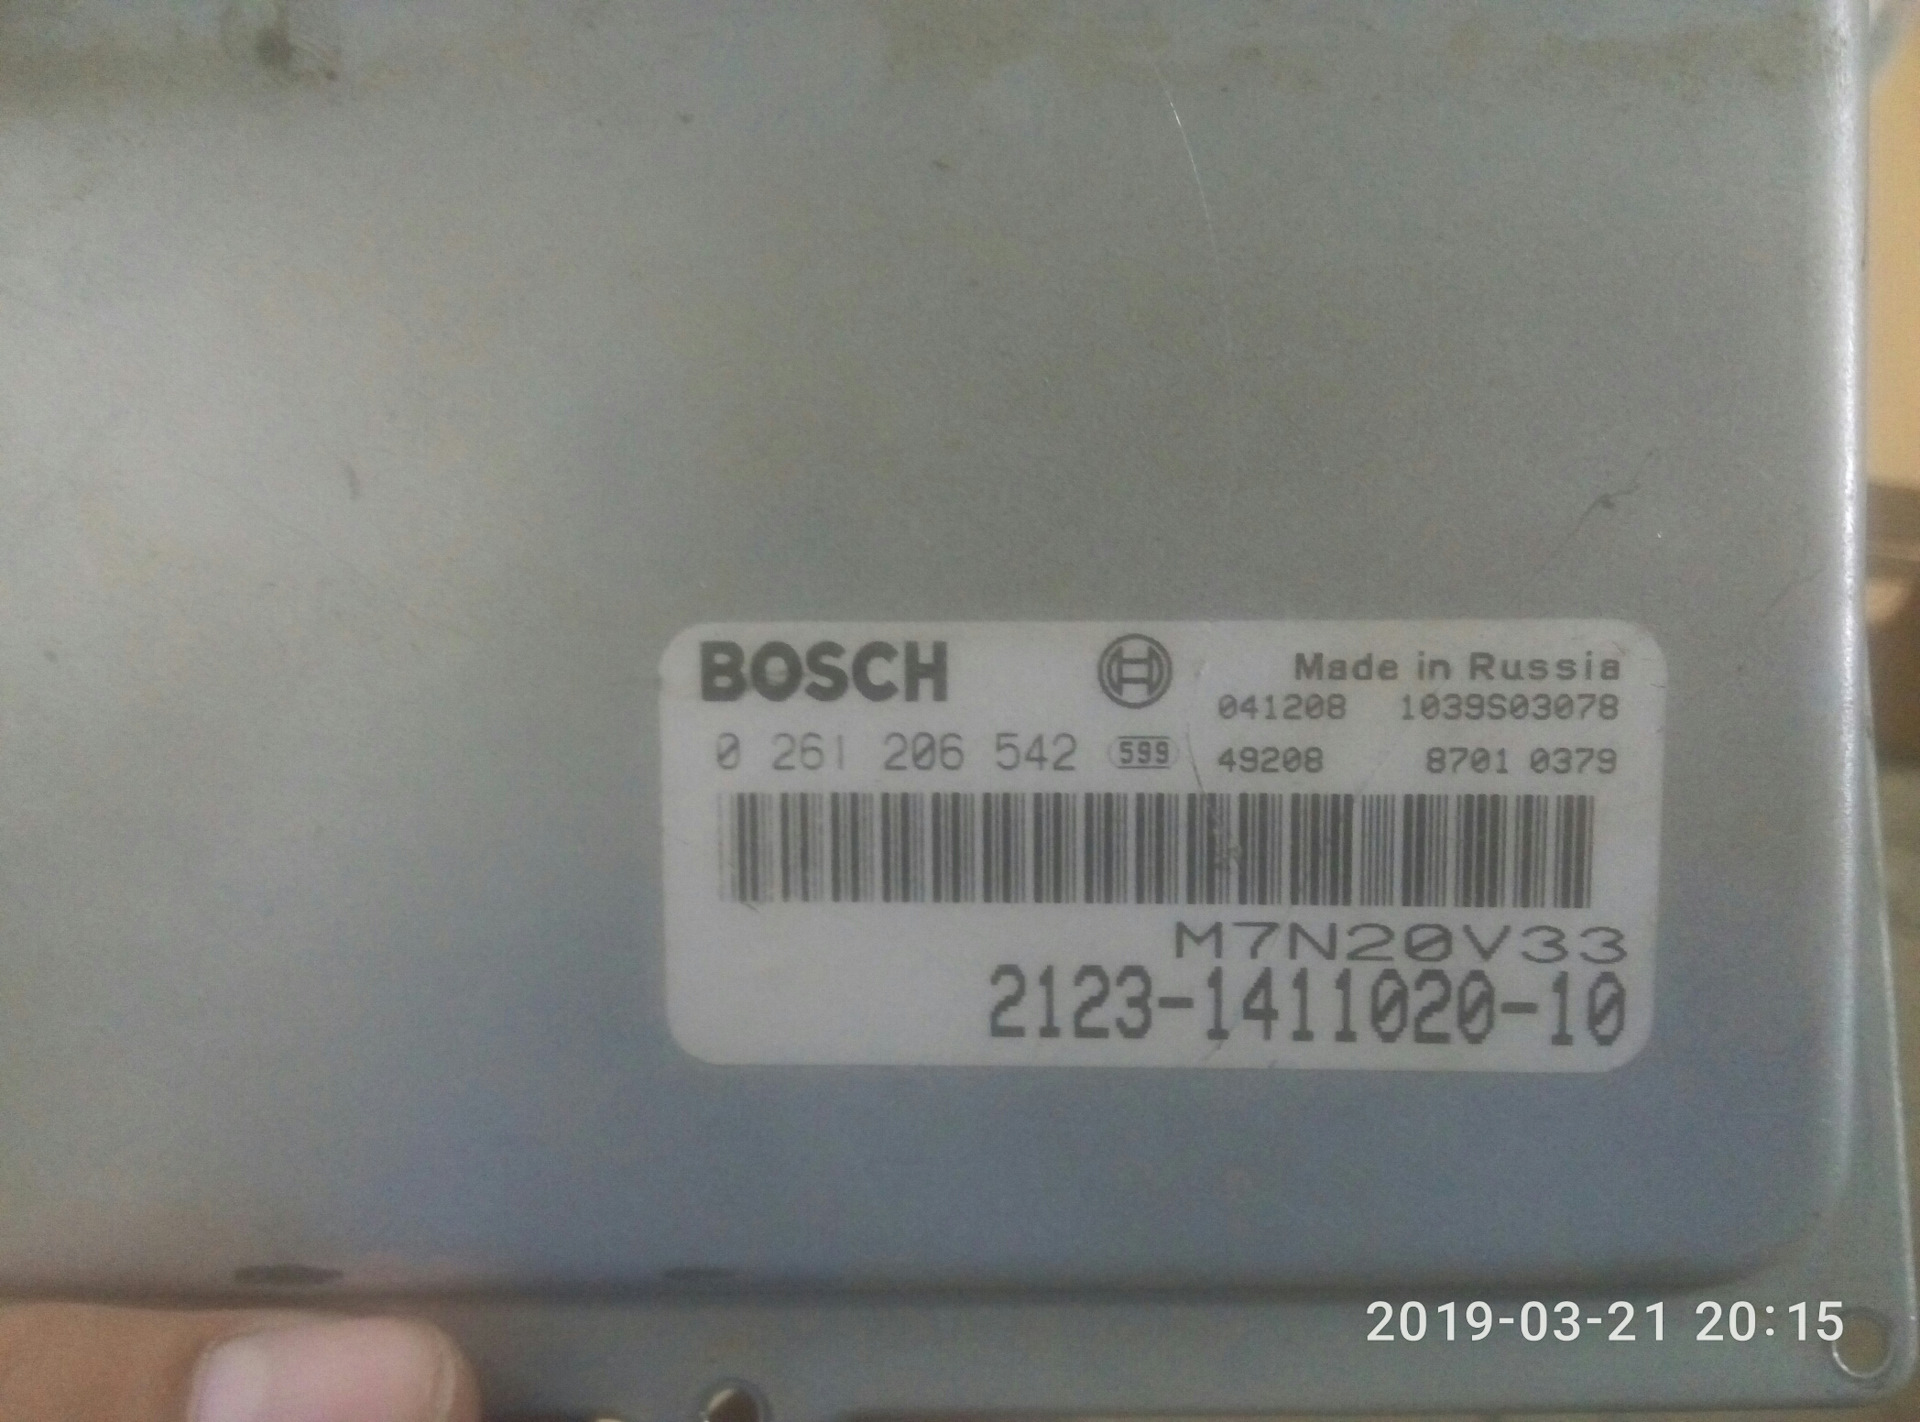 BOSCH
Made in Russia
041208 1039S03078
0 261 206 542 599 49208 8701 0379
M7N20V33
2123-1411020-10
2019-03-21 20:15